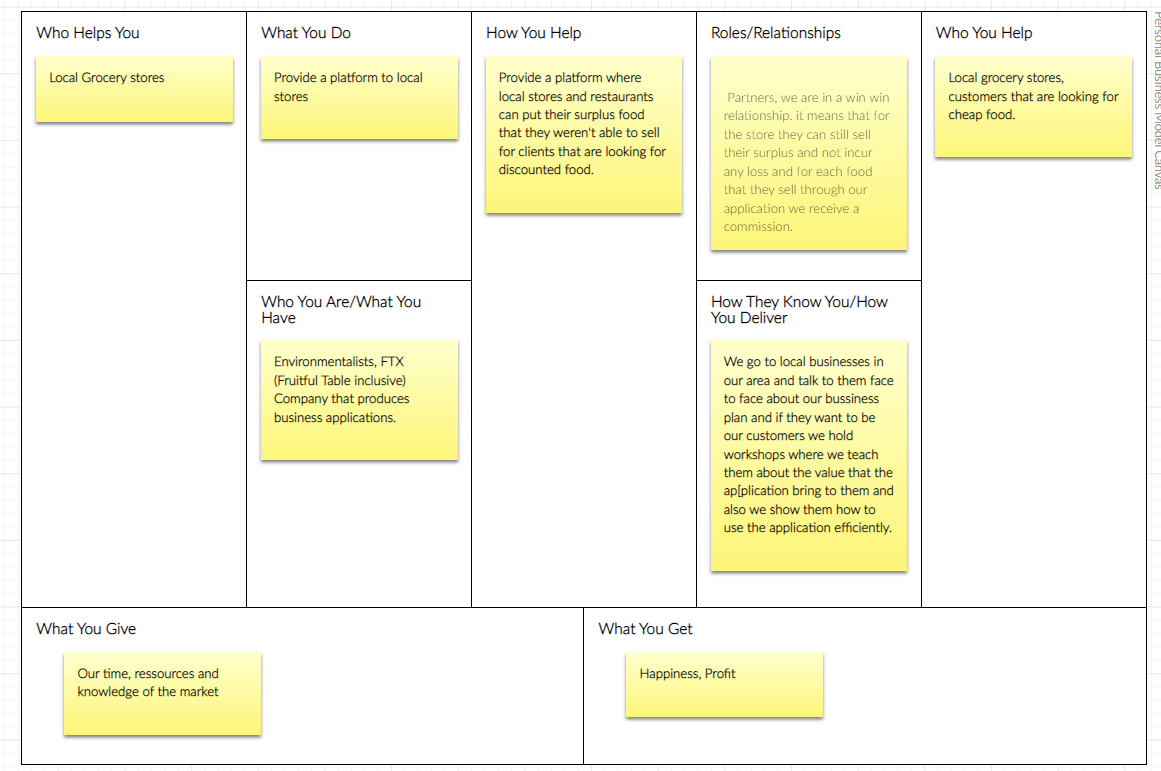 Who Helps You
Local Grocery stores
What You Do
Provide a platform to local
stores
Who You Are/What You
Have
Environmentalists, FTX
(Fruitful Table inclusive)
Company that produces
business applications.
How You Help
Provide a platform where
local stores and restaurants
can put their surplus food
that they weren't able to sell
for clients that are looking for
discounted food.
Roles/Relationships
Partners, we are in a win win
relationship. it means that for
the store they can still sell
their surplus and not incur
any loss and for each food
that they sell through our
application we receive a
commission.
How They Know You/How
You Deliver
We go to local businesses in
our area and talk to them face
to face about our bussiness
plan and if they want to be
our customers we hold
workshops where we teach
them about the value that the
ap[plication bring to them and
also we show them how to
use the application efficiently.
Who You Help
Local grocery stores,
customers that are looking for
cheap food.
What You Give
Our time, ressources and
knowledge of the market
What You Get
Happiness, Profit
Personal Business Model Canvas